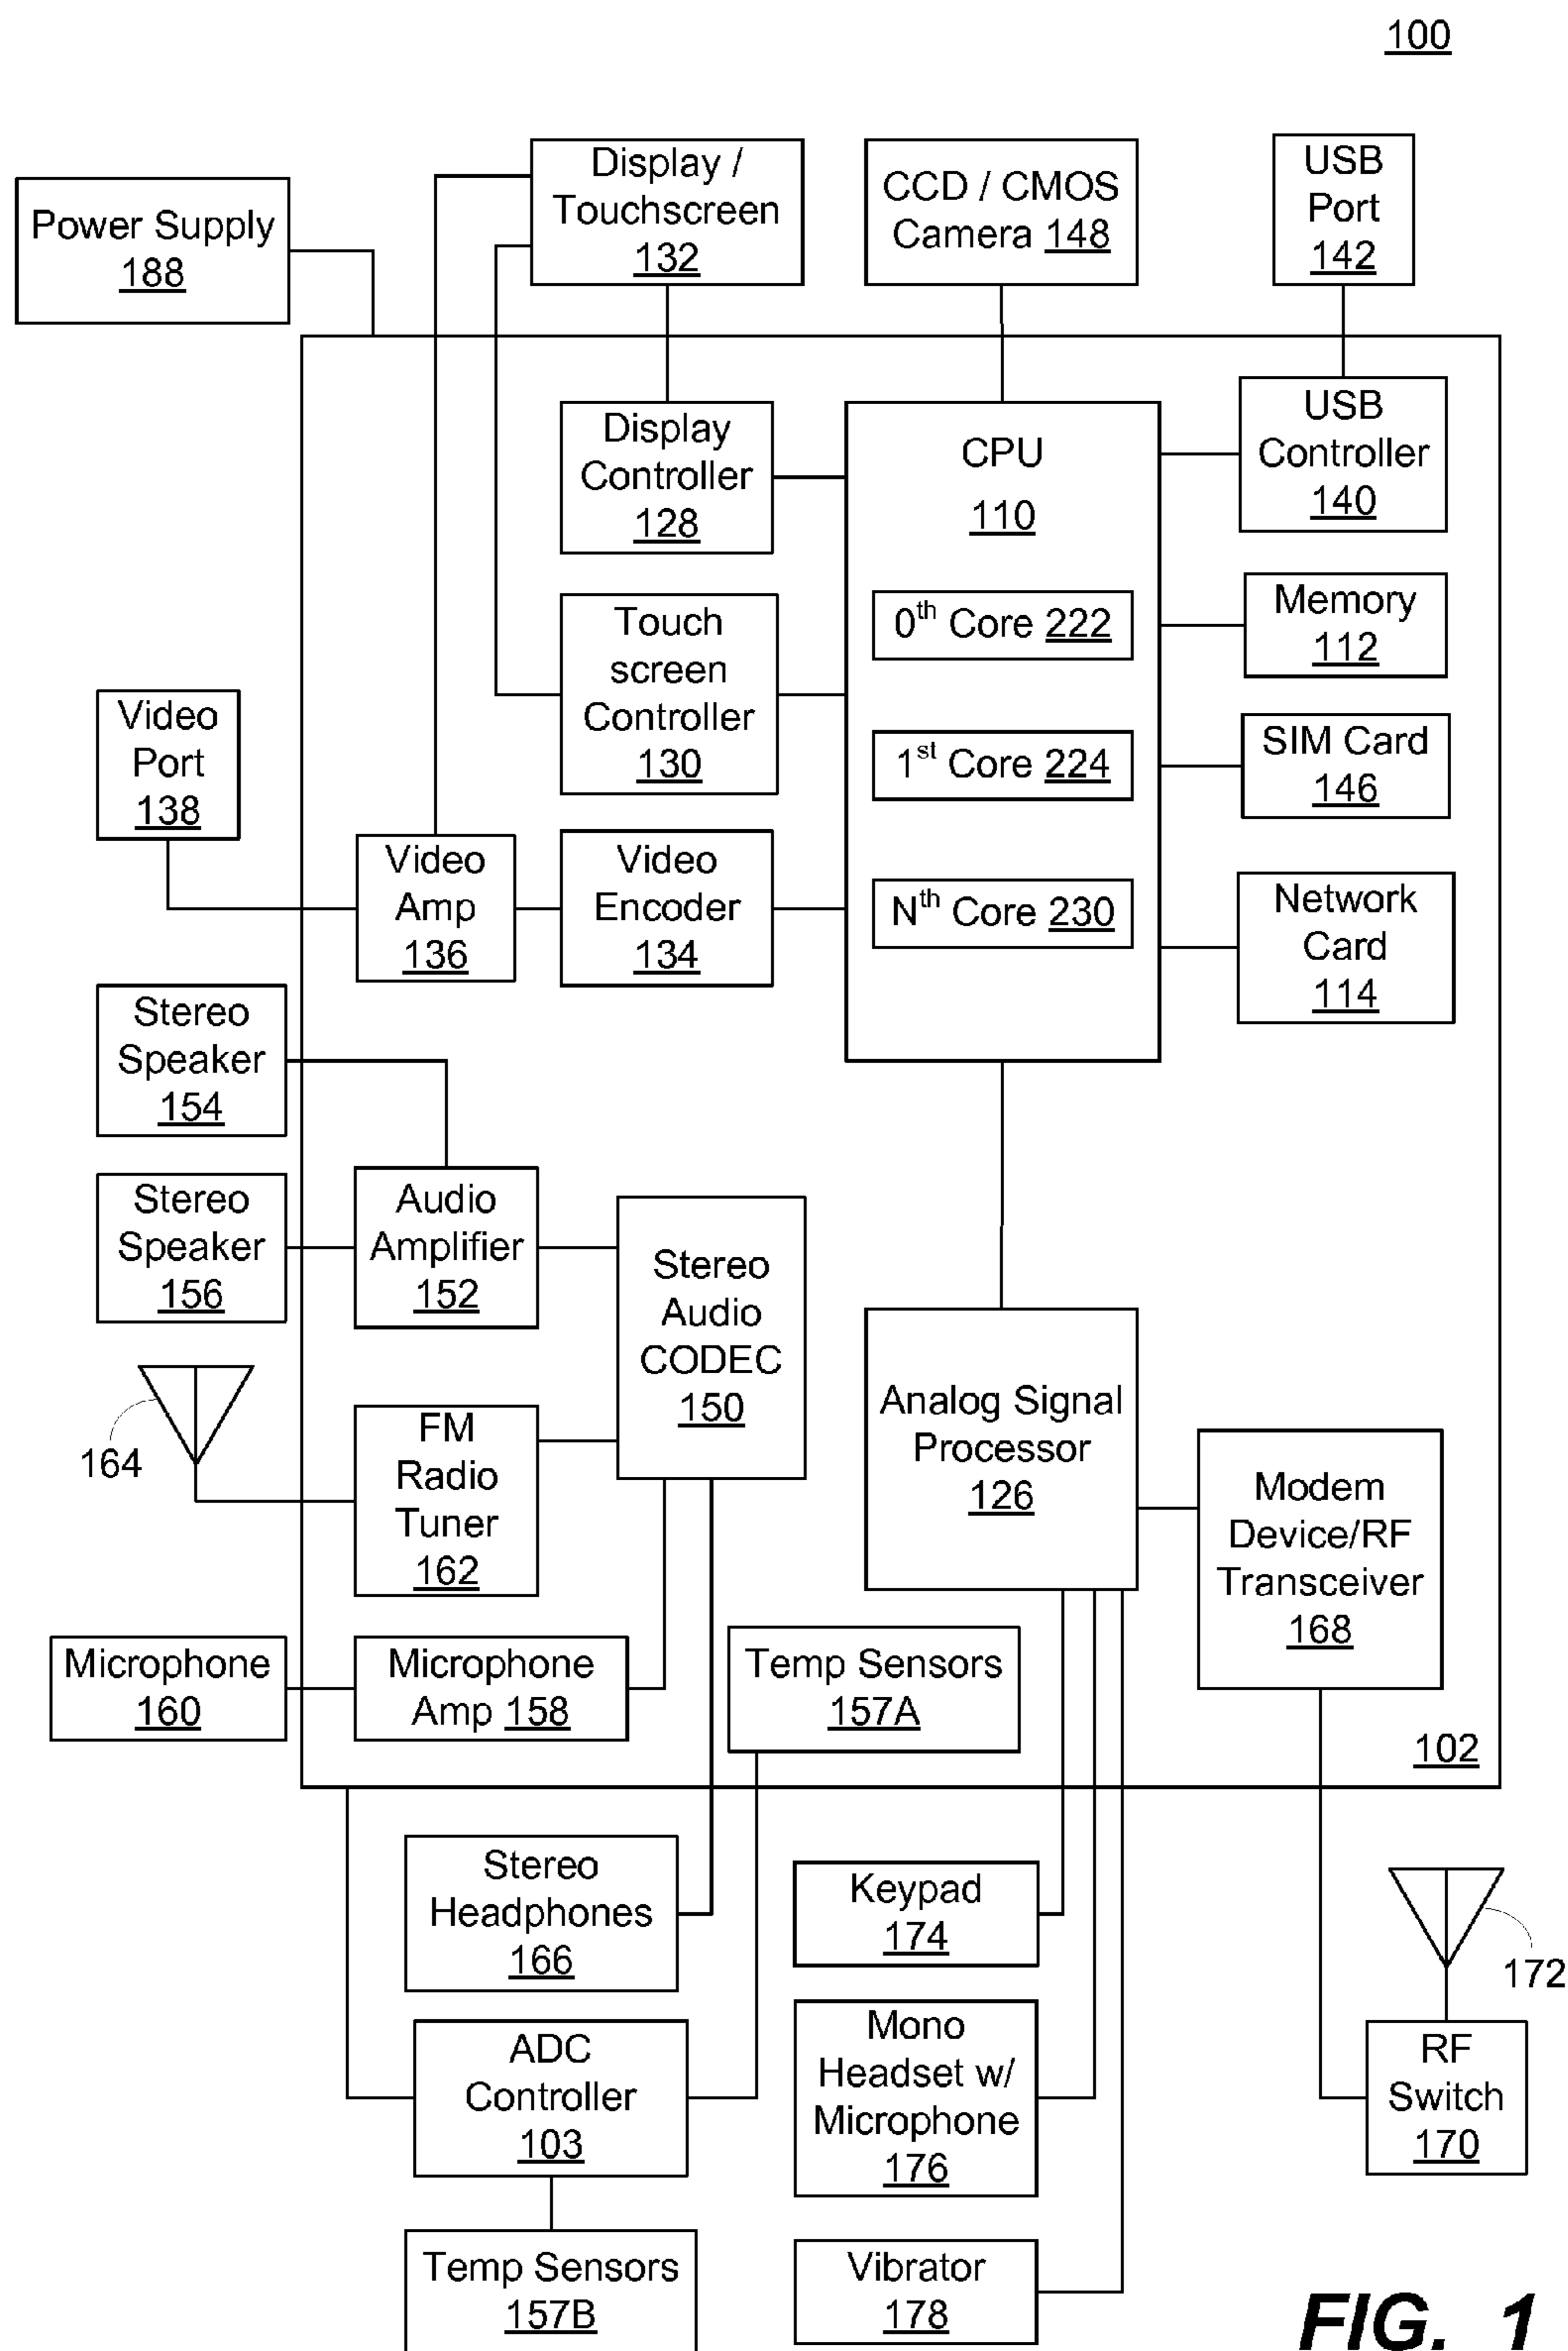 100
Power Supply
188
Display /
Touchscreen
132
CCD / CMOS
Camera 148
USB
Port
142
Display
Controller
128
CPU
110
USB
Controller
140
0th Core 222
Memory
112
Touch
screen
Controller
130
1st Core 224
SIM Card
146
Video
Port
138
Video
Amp
136
Video
Encoder
134
Nth Core 230
Network
Card
114
Stereo
Speaker
154
Stereo
Speaker
156
Audio
Amplifier
152
Stereo
Audio
CODEC
150
164
FM
Radio
Tuner
162
Analog Signal
Processor
126
Modem
Device/RF
Transceiver
168
Microphone
160
Microphone
Amp 158
Temp Sensors
157A
102
Stereo
Headphones
166
Keypad
174
172
ADC
Controller
103
Mono
Headset w/
Microphone
176
RF
Switch
170
Temp Sensors
157B
Vibrator
178
FIG. 1